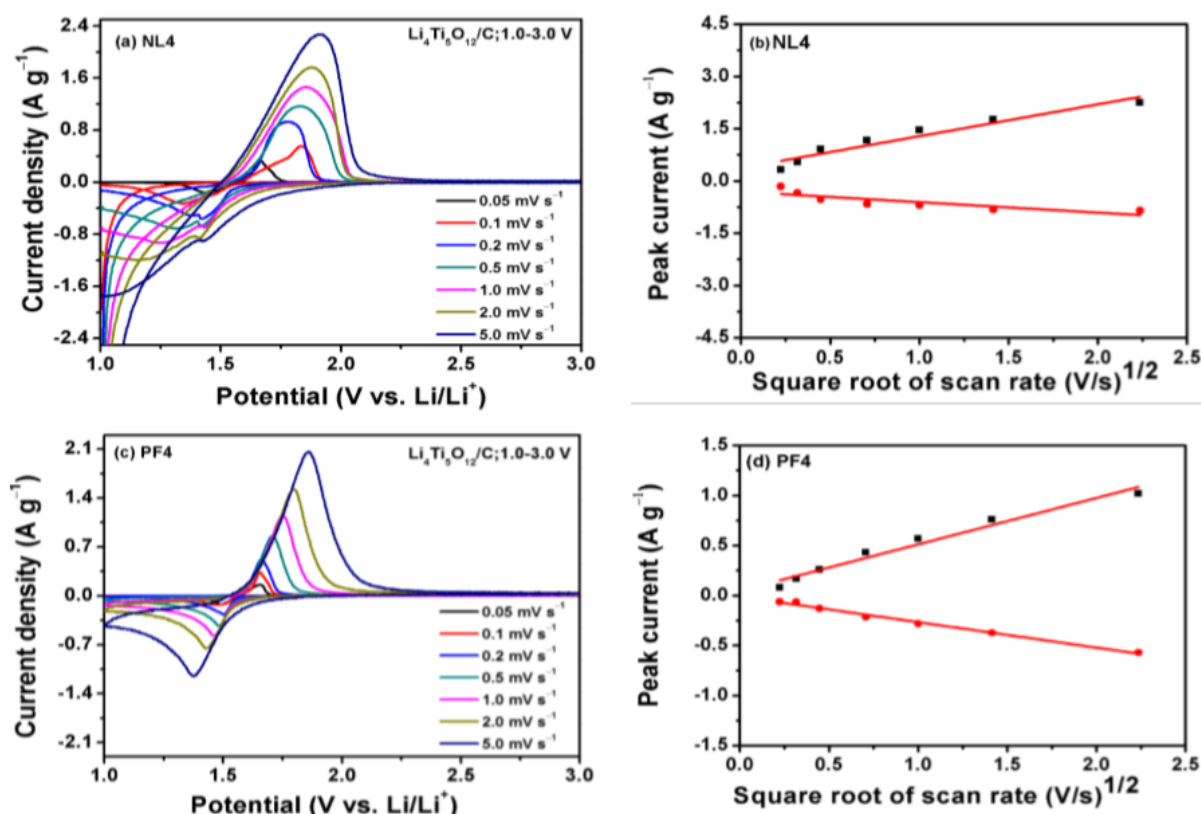 (a) NL4
Li₄Ti₅O₁₂/C;1.0-3.0 V
Current density (A g⁻¹)
2.4
1.6
0.8
0.0
-0.8
-1.6
-2.4
0.05 mV s⁻¹
0.1 mV s⁻¹
0.2 mV s⁻¹
0.5 mV s⁻¹
1.0 mV s⁻¹
2.0 mV s⁻¹
5.0 mV s⁻¹
1.0 1.5 2.0 2.5 3.0
Potential (V vs. Li/Li⁺)
(b) NL4
Peak current (A g⁻¹)
4.5
3.0
1.5
0.0
-1.5
-3.0
-4.5
0.0 0.5 1.0 1.5 2.0 2.5
Square root of scan rate (V/s)¹/²
(c) PF4
Li₄Ti₅O₁₂/C;1.0-3.0 V
Current density (A g⁻¹)
2.1
1.4
0.7
0.0
-0.7
-1.4
-2.1
0.05 mV s⁻¹
0.1 mV s⁻¹
0.2 mV s⁻¹
0.5 mV s⁻¹
1.0 mV s⁻¹
2.0 mV s⁻¹
5.0 mV s⁻¹
1.0 1.5 2.0 2.5 3.0
Potential (V vs. Li/Li⁺)
(d) PF4
Peak current (A g⁻¹)
1.5
1.0
0.5
0.0
-0.5
-1.0
-1.5
0.0 0.5 1.0 1.5 2.0 2.5
Square root of scan rate (V/s)¹/²